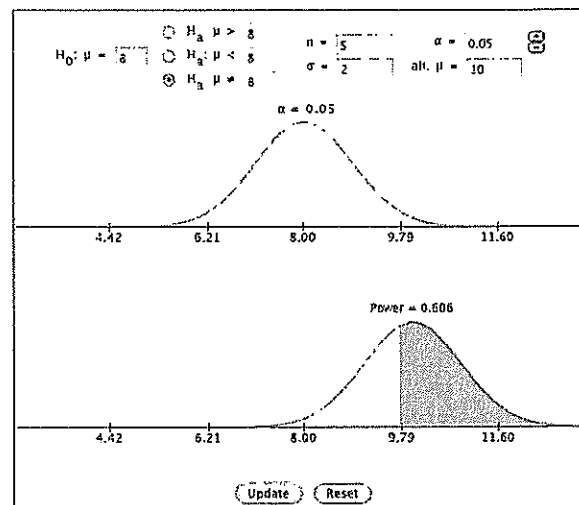 Hₐ μ > 8
H₀: μ = 8 Hₐ: μ < 8
Hₐ μ ≠ 8
n = 5 α = 0.05
σ = 2 alt. μ = 10
α = 0.05
4.42 6.21 8.00 9.79 11.60
Power = 0.606
4.42 6.21 8.00 9.79 11.60
Update Reset